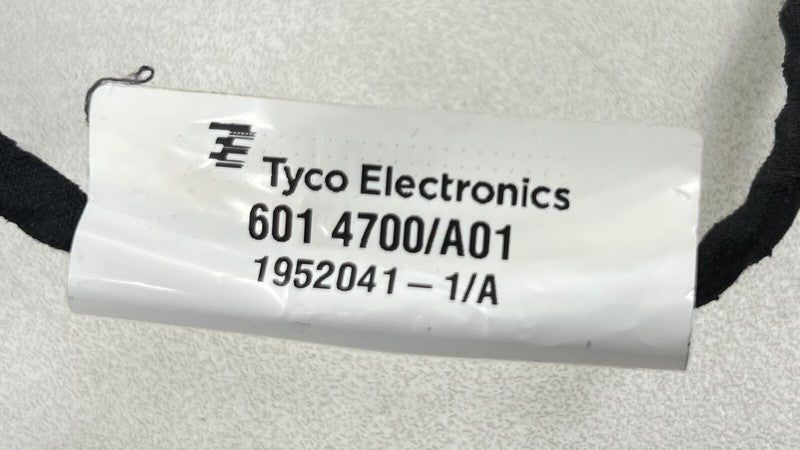 Tyco Electronics
601 4700/A01
1952041 – 1/A